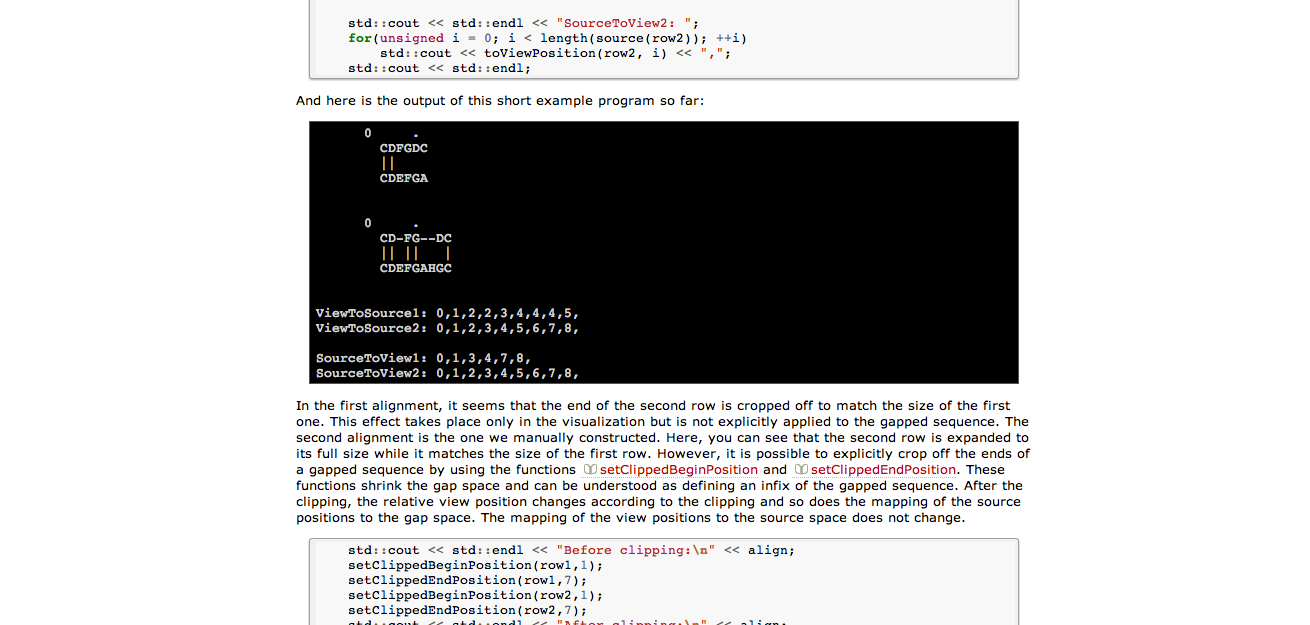 std::cout << std::endl << "SourceToView2: ";
for(unsigned i = 0; i < length(source(row2)); ++i)
std::cout << toViewPosition(row2, i) << ",";
std::cout << std::endl;
And here is the output of this short example program so far:
0     .
CDFGDC
||
CDEFGA
0     .
CD-FG--DC
|| ||  |
CDEFGAHGC
ViewToSource1: 0,1,2,2,3,4,4,4,5,
ViewToSource2: 0,1,2,3,4,5,6,7,8,
SourceToView1: 0,1,3,4,7,8,
SourceToView2: 0,1,2,3,4,5,6,7,8,
In the first alignment, it seems that the end of the second row is cropped off to match the size of the first
one. This effect takes place only in the visualization but is not explicitly applied to the gapped sequence. The
second alignment is the one we manually constructed. Here, you can see that the second row is expanded to
its full size while it matches the size of the first row. However, it is possible to explicitly crop off the ends of
a gapped sequence by using the functions setClippedBeginPosition and setClippedEndPosition. These
functions shrink the gap space and can be understood as defining an infix of the gapped sequence. After the
clipping, the relative view position changes according to the clipping and so does the mapping of the source
positions to the gap space. The mapping of the view positions to the source space does not change.
std::cout << std::endl << "Before clipping:\n" << align;
setClippedBeginPosition(row1,1);
setClippedEndPosition(row1,7);
setClippedBeginPosition(row2,1);
setClippedEndPosition(row2,7);
std::cout << std::endl << "After clipping:\n" << align;